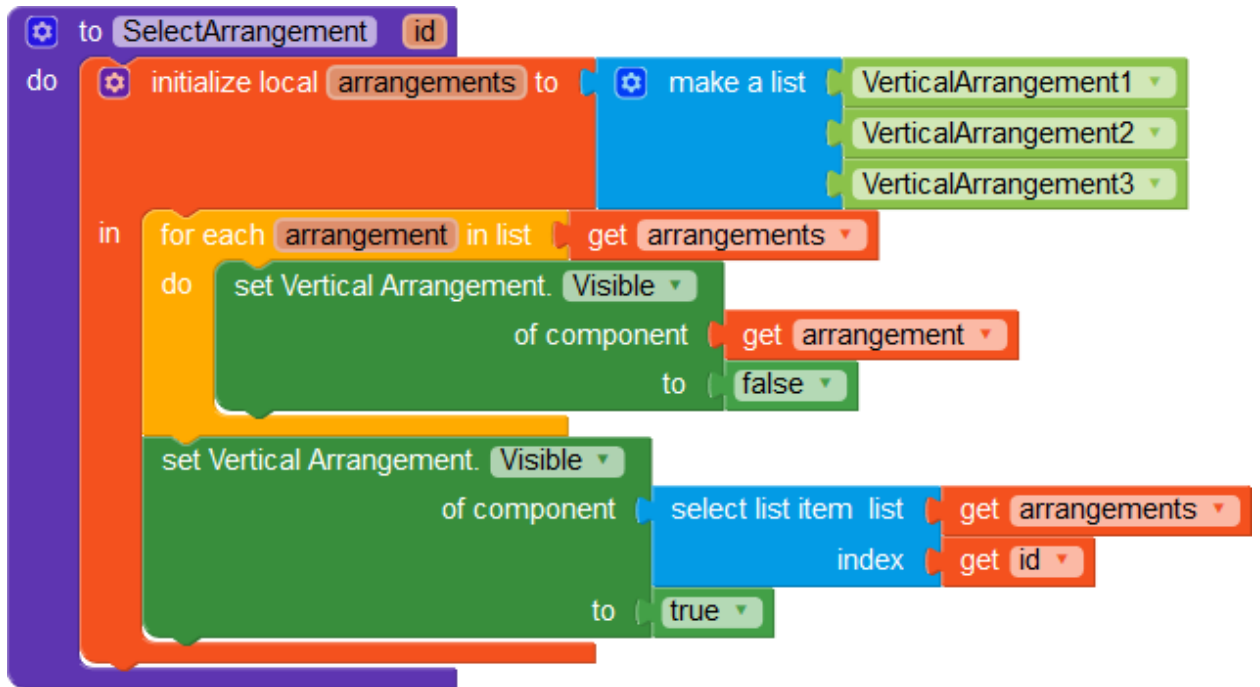 to SelectArrangement id
do initialize local arrangements to make a list VerticalArrangement1
VerticalArrangement2
VerticalArrangement3
in for each arrangement in list get arrangements
do set Vertical Arrangement. Visible
of component get arrangement
to false
set Vertical Arrangement. Visible
of component select list item list get arrangements
index get id
to true